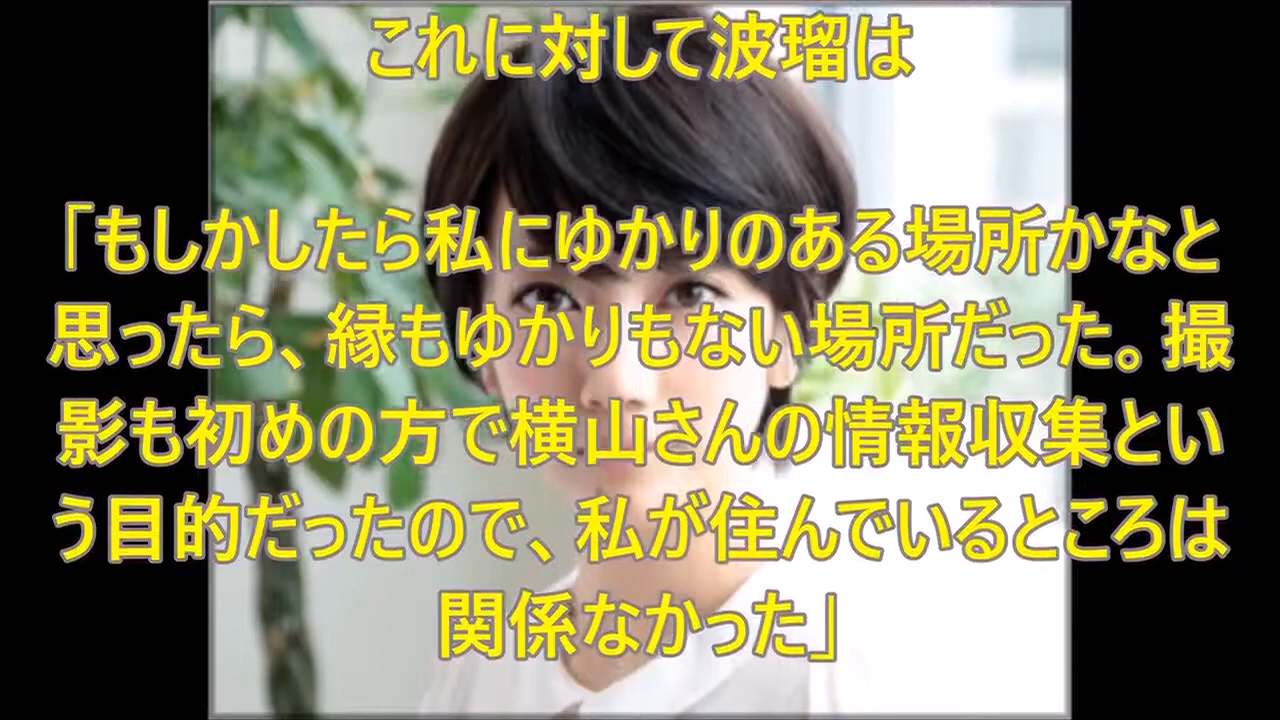 これに対して波瑠は
「もしかしたら私にゆかりのある場所かなと
思ったら、縁もゆかりもない場所だった。撮
影も初めの方で横山さんの情報収集とい
う目的だったので、私が住んでいるところは
関係なかった」